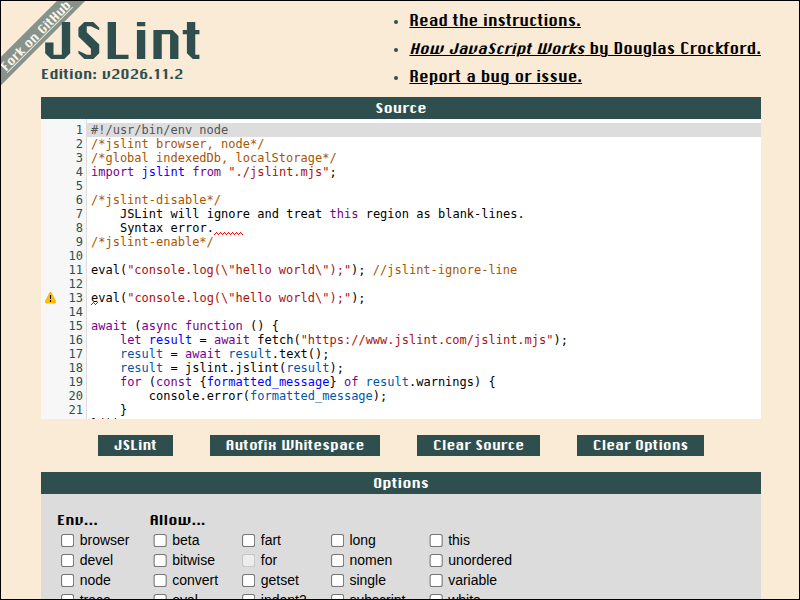 Fork on GitHub
JSLint
Edition: v2026.11.2
Read the instructions.
How JavaScript Works by Douglas Crockford.
Report a bug or issue.
Source
1 #!/usr/bin/env node
2 /*jslint browser, node*/
3 /*global indexedDb, localStorage*/
4 import jslint from "./jslint.mjs";
5
6 /*jslint-disable*/
7     JSLint will ignore and treat this region as blank-lines.
8     Syntax error.
9 /*jslint-enable*/
10
11 eval("console.log(\"hello world\");"); //jslint-ignore-line
12
13 eval("console.log(\"hello world\");");
14
15 await (async function () {
16     let result = await fetch("https://www.jslint.com/jslint.mjs");
17     result = await result.text();
18     result = jslint.jslint(result);
19     for (const {formatted_message} of result.warnings) {
20         console.error(formatted_message);
21     }
JSLint Autofix Whitespace Clear Source Clear Options
Options
Env... Allow...
browser beta fart long this
devel bitwise for nomen unordered
node convert getset single variable
trace eval indent2 subscript white